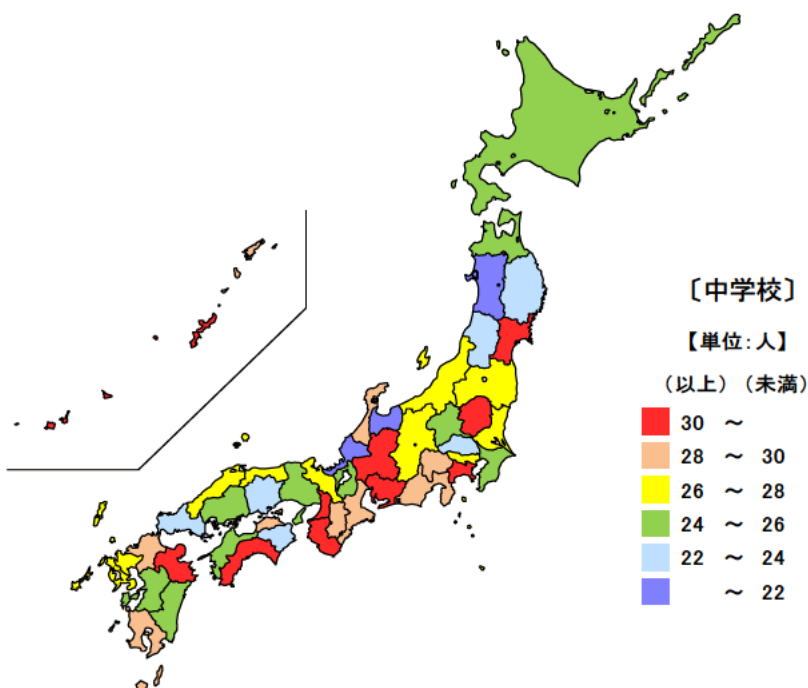 〔中学校〕
【単位:人】
(以上)(未満)
30 ~
28 ~ 30
26 ~ 28
24 ~ 26
22 ~ 24
~ 22